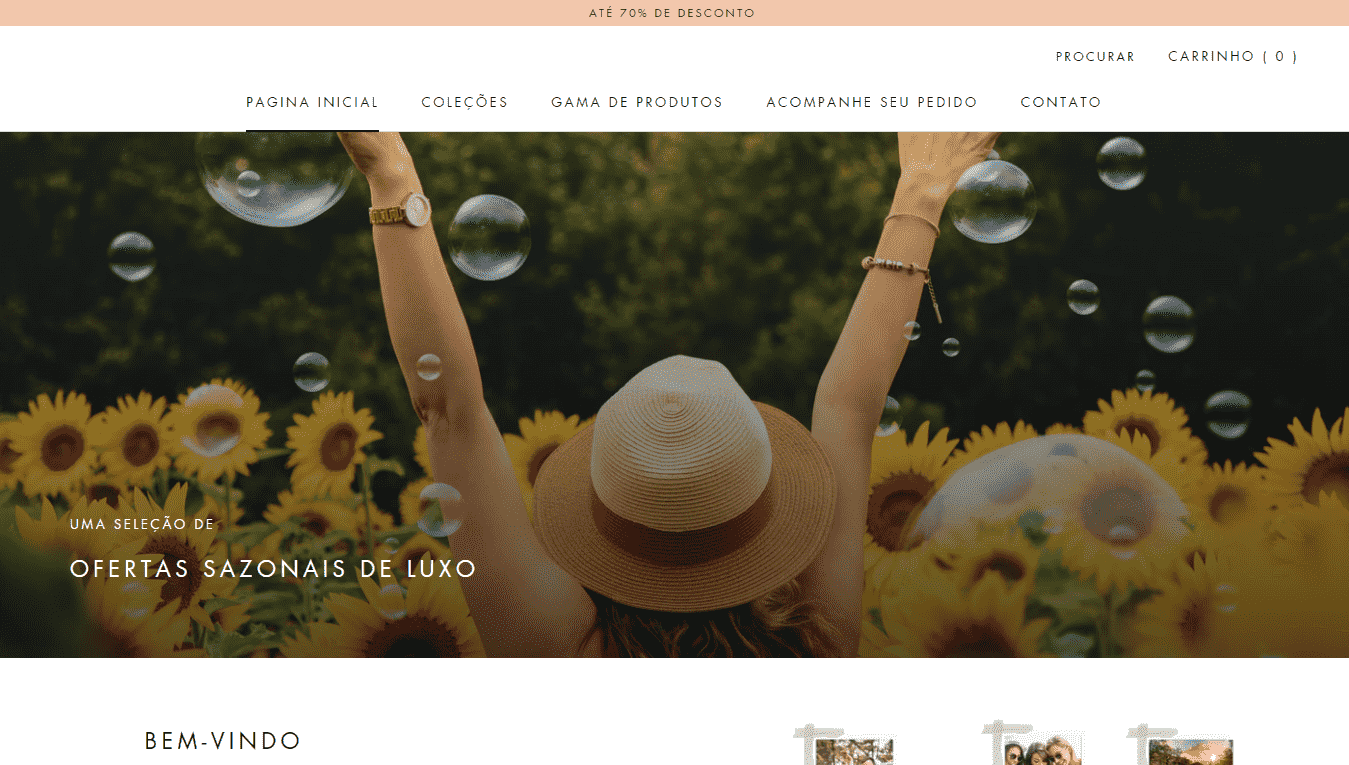 ATÉ 70% DE DESCONTO
PROCURAR
CARRINHO ( 0 )
PAGINA INICIAL
COLEÇÕES
GAMA DE PRODUTOS
ACOMPANHE SEU PEDIDO
CONTATO
UMA SELEÇÃO DE
OFERTAS SAZONAIS DE LUXO
BEM-VINDO